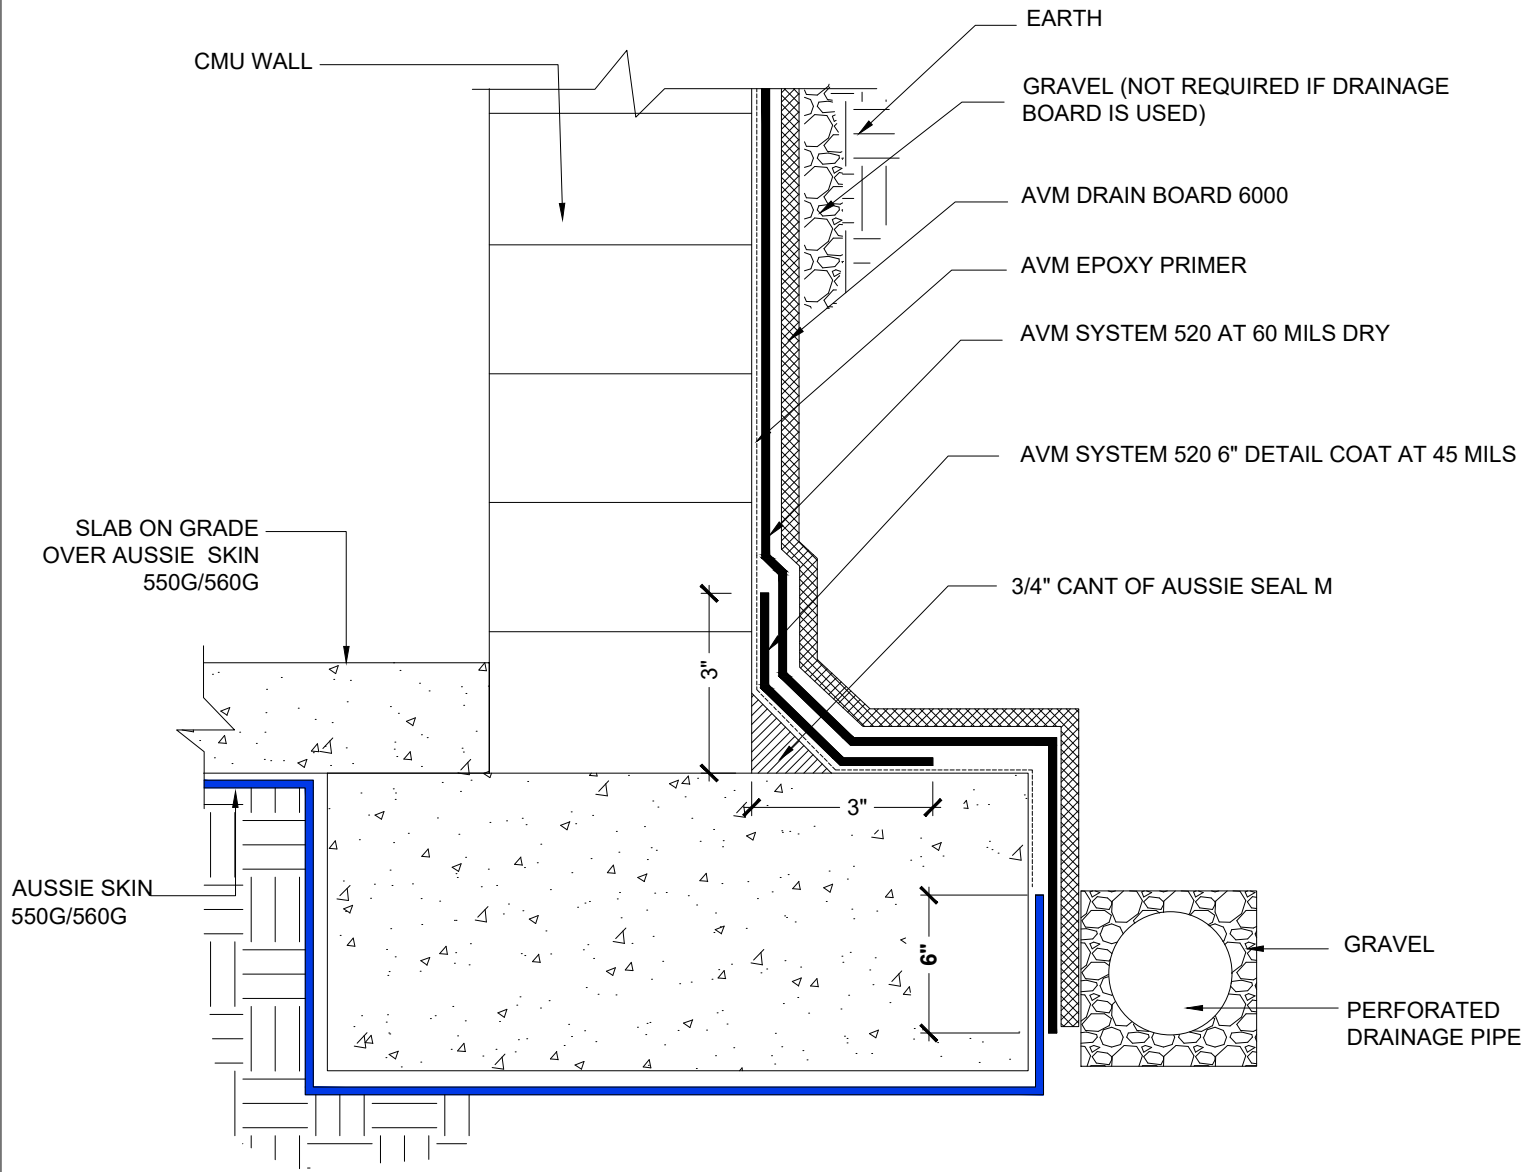 EARTH
CMU WALL
GRAVEL (NOT REQUIRED IF DRAINAGE
BOARD IS USED)
AVM DRAIN BOARD 6000
AVM EPOXY PRIMER
AVM SYSTEM 520 AT 60 MILS DRY
AVM SYSTEM 520 6" DETAIL COAT AT 45 MILS
SLAB ON GRADE
OVER AUSSIE SKIN
550G/560G
3/4" CANT OF AUSSIE SEAL M
3"
3"
AUSSIE SKIN
550G/560G
6"
GRAVEL
PERFORATED
DRAINAGE PIPE